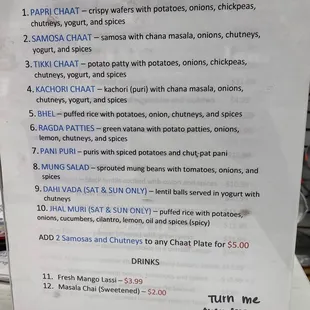 1. PAPRI CHAAT – crispy wafers with potatoes, onions, chickpeas,
chutneys, yogurt, and spices
2. SAMOSA CHAAT – samosa with chana masala, onions, chutneys,
yogurt, and spices
3. TIKKI CHAAT – potato patty with potatoes, onions, chickpeas,
chutneys, yogurt, and spices
4. KACHORI CHAAT – kachori (puri) with chana masala, onions,
chutneys, yogurt, and spices
5. BHEL – puffed rice with potatoes, onion, chutneys, and spices
6. RAGDA PATTIES – green vatana with potato patties, onions,
lemon, chutneys, and spices
7. PANI PURI – puris with spiced potatoes and chut-pat pani
8. MUNG SALAD – sprouted mung beans with tomatoes, onions, and
spices
9. DAHI VADA (SAT & SUN ONLY) – lentil balls served in yogurt with
chutneys
10. JHAL MURI (SAT & SUN ONLY) – puffed rice with potatoes,
onions, cucumbers, cilantro, lemon, oil and spices (spicy)
ADD 2 Samosas and Chutneys to any Chaat Plate for $5.00
DRINKS
11. Fresh Mango Lassi – $3.99
12. Masala Chai (Sweetened) – $2.00
Turn me